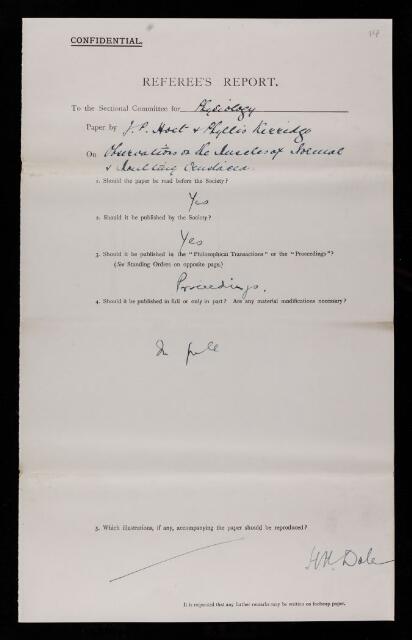 CONFIDENTIAL.
REFEREE'S REPORT.
To the Sectional Committee for Physiology
Paper by J. P. Hoet & Phyllis Kerridge
On Observations on the Muscles of Normal
& Moulting Crustacea.
1. Should the paper be read before the Society?
Yes
2. Should it be published by the Society?
Yes
3. Should it be published in the "Philosophical Transactions" or the "Proceedings"?
(See Standing Orders on opposite page.)
Proceedings.
4. Should it be published in full or only in part? Are any material modifications necessary?
In full
5. Which illustrations, if any, accompanying the paper should be reproduced?
H.H. Dale
It is requested that any further remarks may be written on foolscap paper.